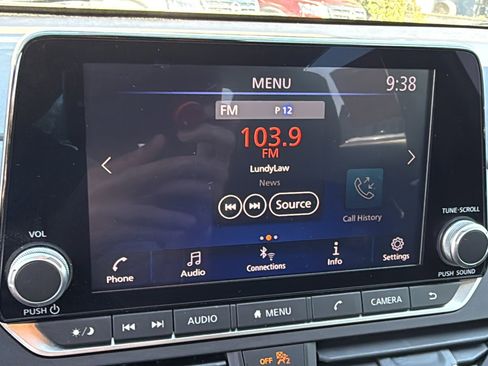 MENU 9:38
FM P 12
103.9
FM
LundyLaw
News
Source
Call History
VOL
TUNE·SCROLL
Phone Audio Connections Info Settings
PUSH
PUSH SOUND
AUDIO MENU CAMERA
OFF 2